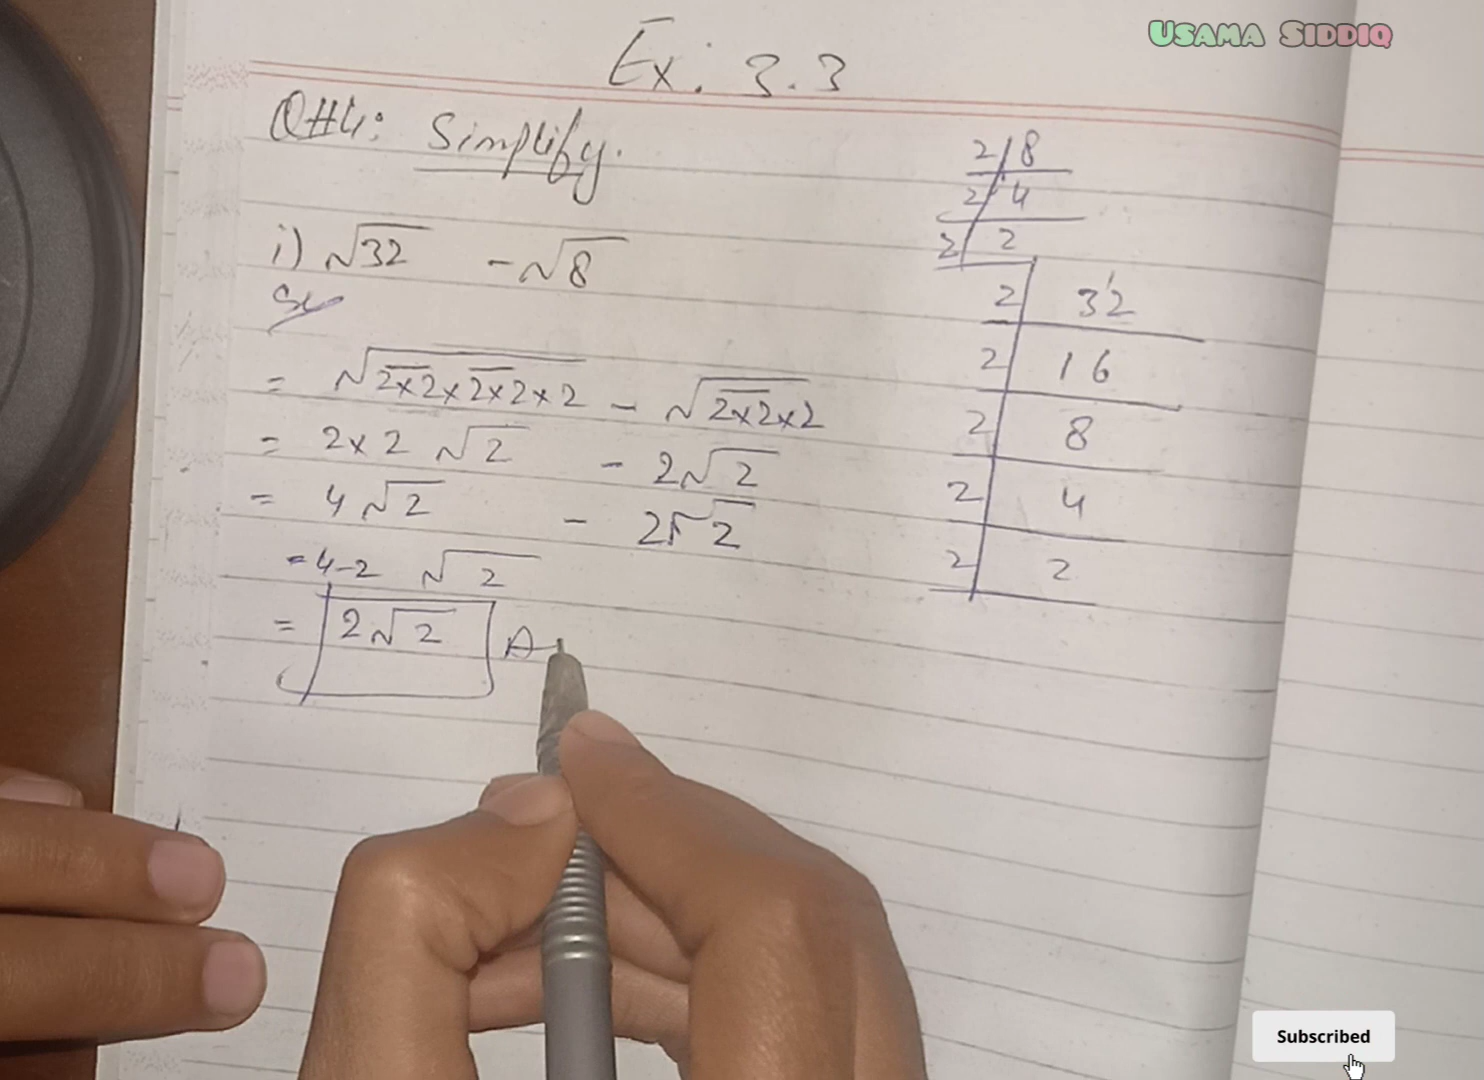 Usama Siddiq
Ex. 3.3
Q#4: Simplify.
i) √32 - √8
Sol
= √2×2×2×2×2 - √2×2×2
= 2×2 √2 - 2√2
= 4√2 - 2√2
= 4-2 √2
= 2√2 A
2 | 8
2 | 4
2 | 2
2 | 32
2 | 16
2 | 8
2 | 4
2 | 2
Subscribed